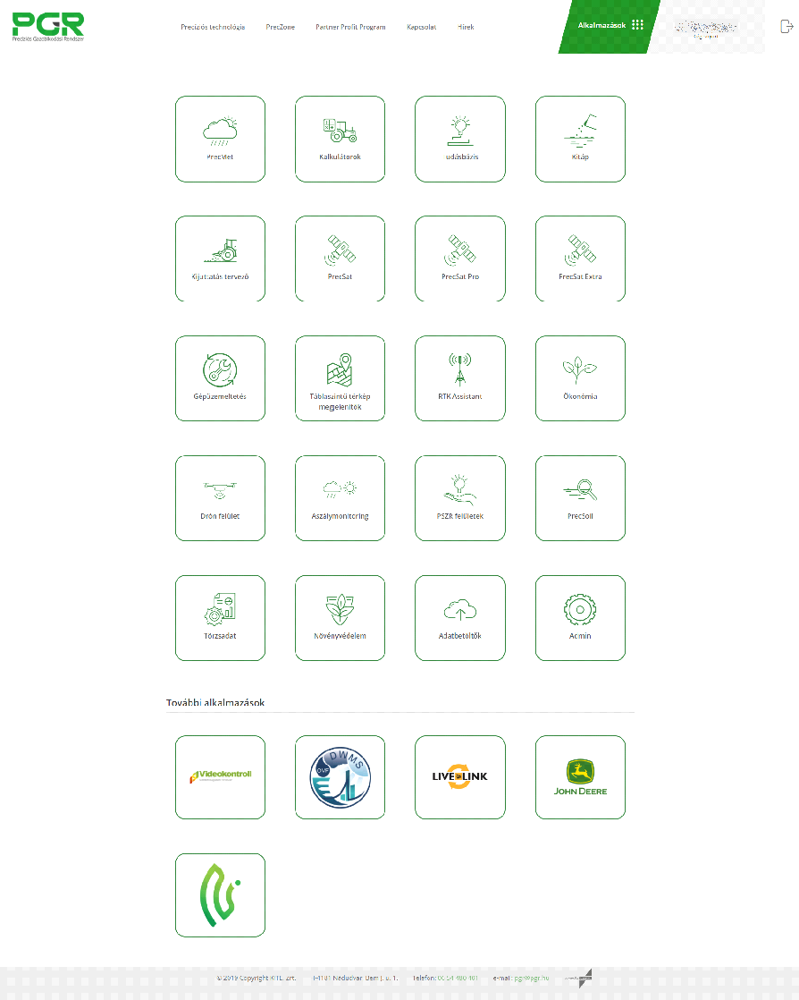 PGR
Precíziós Gazdálkodási Rendszer
Precíziós technológia PrecZone Partner Profit Program Kapcsolat Hírek
Alkalmazások
PrecMet Kalkulátorok udásbázis Kitáp
Kijuttatás tervező PrecSat PrecSat Pro PrecSat Extra
Gépüzemeltetés Táblaszintű térkép RTK Assistant Ökonómia
megjelenítők
Drón felület Aszálymonitoring PSZR felületek PrecSoil
Törzsadat Növényvédelem Adatbetöltők Admin
További alkalmazások
Videokontroll DWMS LIVE LINK JOHN DEERE
OVF
© 2019 Copyright KITE Zrt. H-4181 Nádudvar, Bem J. u. 1. Telefon: 06 54 480 401 e-mail: pgr@pgr.hu